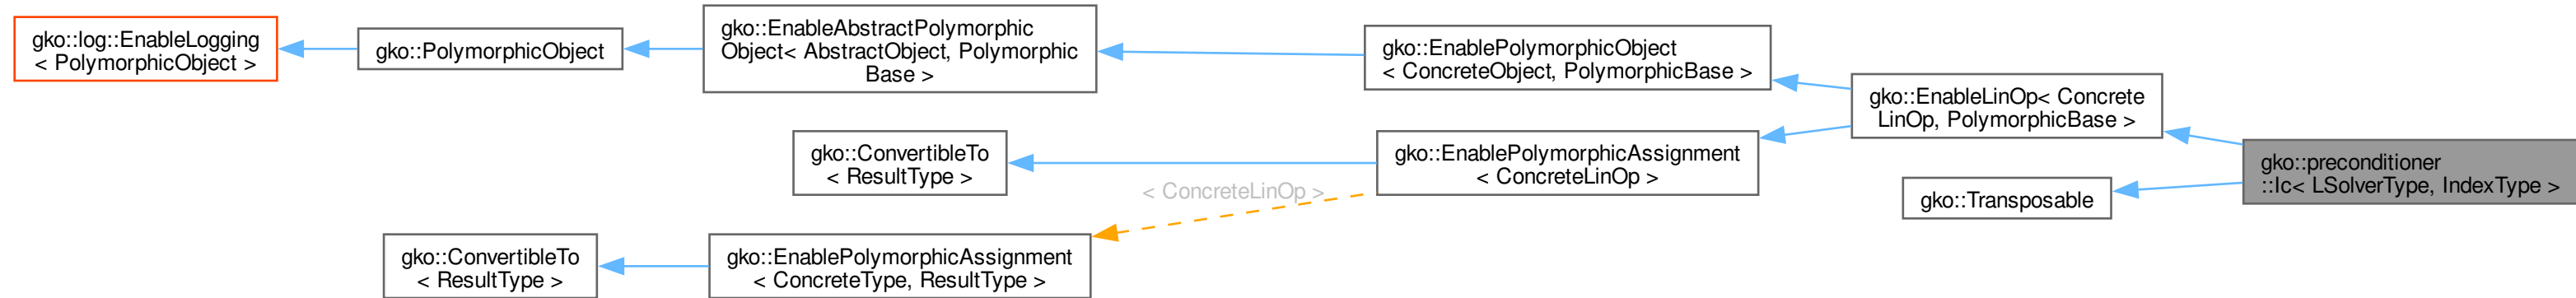 gko::log::EnableLogging
< PolymorphicObject >
gko::PolymorphicObject
gko::EnableAbstractPolymorphic
Object< AbstractObject, Polymorphic
Base >
gko::EnablePolymorphicObject
< ConcreteObject, PolymorphicBase >
gko::EnableLinOp< Concrete
LinOp, PolymorphicBase >
gko::ConvertibleTo
< ResultType >
gko::EnablePolymorphicAssignment
< ConcreteLinOp >
gko::preconditioner
::Ic< LSolverType, IndexType >
< ConcreteLinOp >
gko::Transposable
gko::ConvertibleTo
< ResultType >
gko::EnablePolymorphicAssignment
< ConcreteType, ResultType >